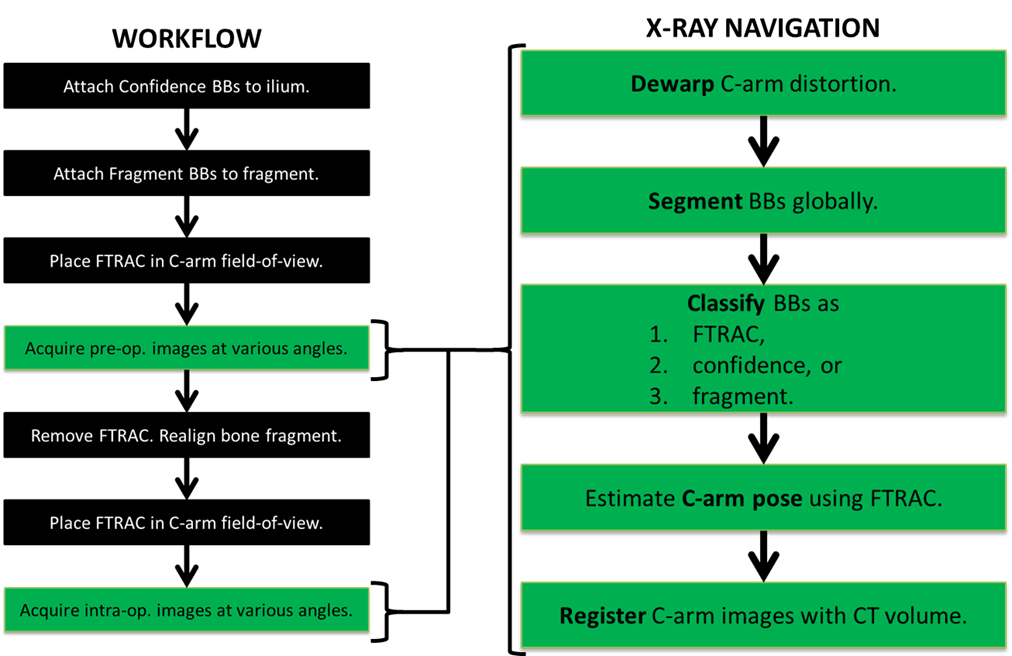 WORKFLOW
Attach Confidence BBs to ilium.
Attach Fragment BBs to fragment.
Place FTRAC in C-arm field-of-view.
Acquire pre-op. images at various angles.
Remove FTRAC. Realign bone fragment.
Place FTRAC in C-arm field-of-view.
Acquire intra-op. images at various angles.
X-RAY NAVIGATION
Dewarp C-arm distortion.
Segment BBs globally.
Classify BBs as
1. FTRAC,
2. confidence, or
3. fragment.
Estimate C-arm pose using FTRAC.
Register C-arm images with CT volume.